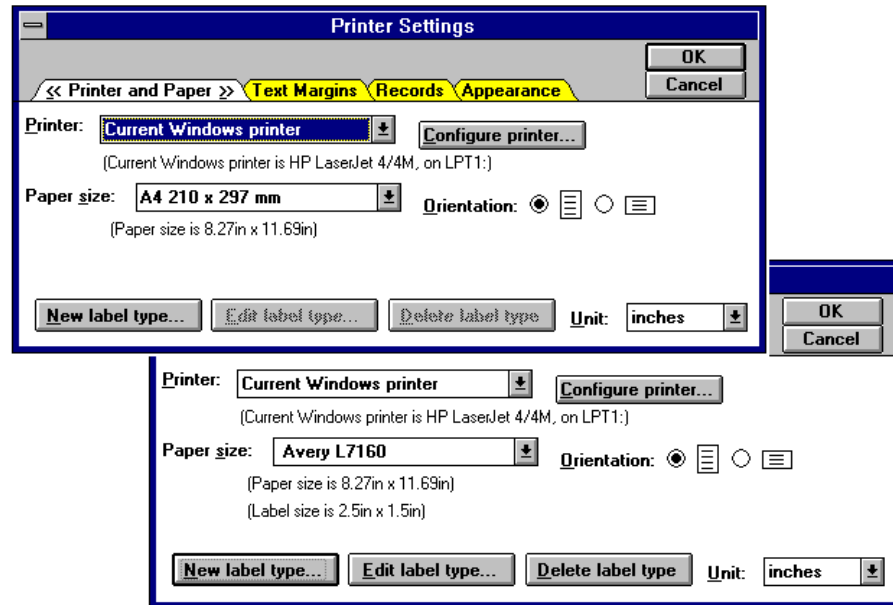 Printer Settings
OK
Cancel
<< Printer and Paper >> Text Margins Records Appearance
Printer: Current Windows printer Configure printer...
(Current Windows printer is HP LaserJet 4/4M, on LPT1:)
Paper size: A4 210 x 297 mm Orientation:
(Paper size is 8.27in x 11.69in)
New label type... Edit label type... Delete label type Unit: inches
OK
Cancel
Printer: Current Windows printer Configure printer...
(Current Windows printer is HP LaserJet 4/4M, on LPT1:)
Paper size: Avery L7160 Orientation:
(Paper size is 8.27in x 11.69in)
(Label size is 2.5in x 1.5in)
New label type... Edit label type... Delete label type Unit: inches